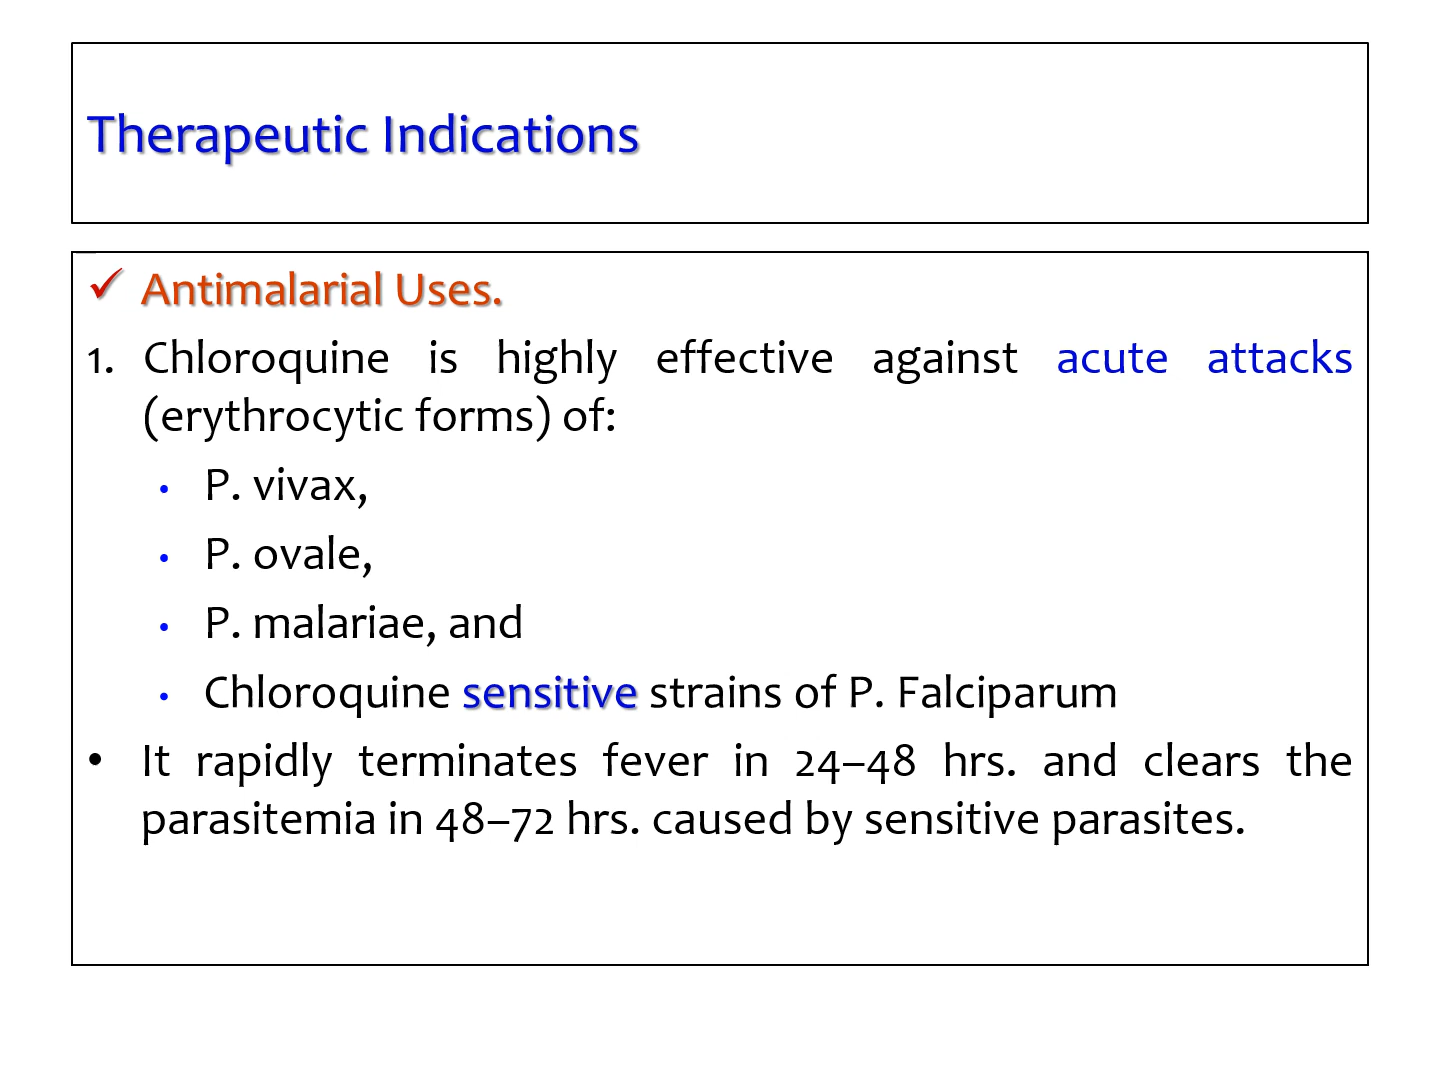 Therapeutic Indications
✓ Antimalarial Uses.
1. Chloroquine is highly effective against acute attacks
(erythrocytic forms) of:
• P. vivax,
• P. ovale,
• P. malariae, and
• Chloroquine sensitive strains of P. Falciparum
• It rapidly terminates fever in 24–48 hrs. and clears the
parasitemia in 48–72 hrs. caused by sensitive parasites.